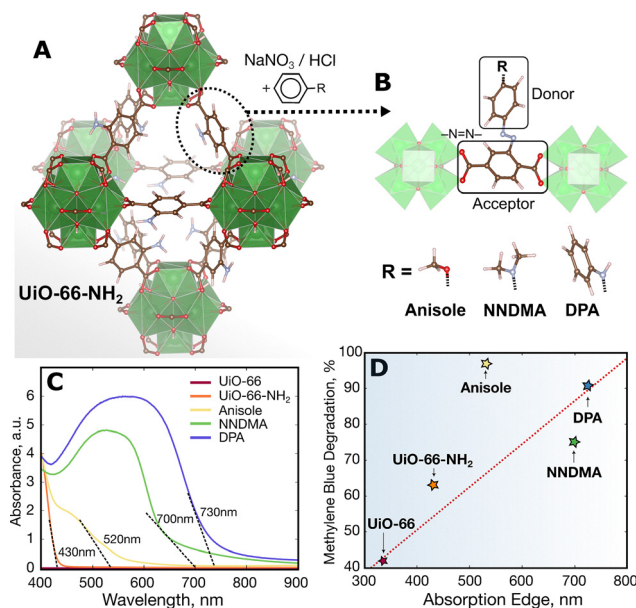 A
NaNO₃ / HCl
+ R
B
R
Donor
–N=N–
Acceptor
UiO-66-NH₂
R =
Anisole NNDMA DPA
C
UiO-66
UiO-66-NH₂
Anisole
NNDMA
DPA
Absorbance, a.u.
6
5
4
3
2
1
0
430nm
520nm
700nm
730nm
400 500 600 700 800 900
Wavelength, nm
D
Methylene Blue Degradation, %
100
90
80
70
60
50
40
Anisole
DPA
NNDMA
UiO-66-NH₂
UiO-66
300 400 500 600 700 800
Absorption Edge, nm